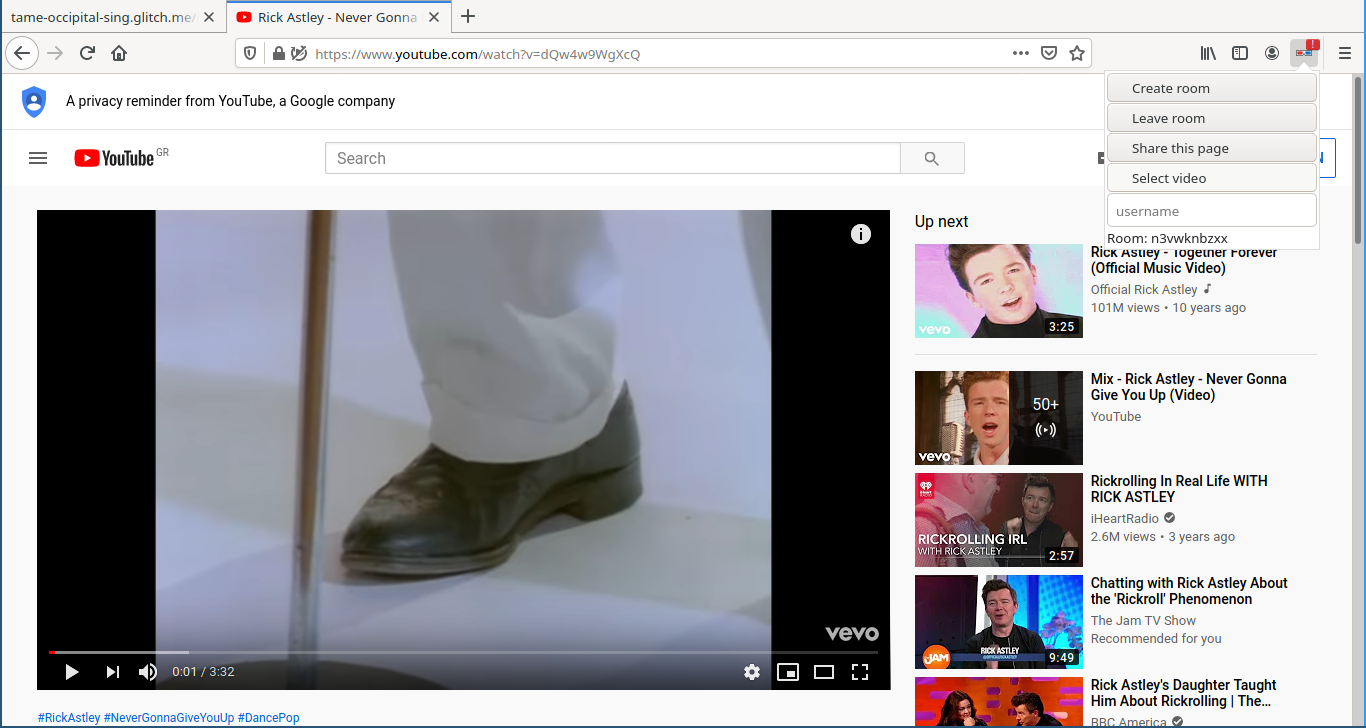 tame-occipital-sing.glitch.me/
Rick Astley - Never Gonna
https://www.youtube.com/watch?v=dQw4w9WgXcQ
!
A privacy reminder from YouTube, a Google company
Create room
Leave room
Share this page
Select video
username
Room: n3vwknbzxx
YouTube GR
Search
N
Up next
Rick Astley - Together Forever
(Official Music Video)
Official Rick Astley
101M views • 10 years ago
vevo
3:25
Mix - Rick Astley - Never Gonna
Give You Up (Video)
YouTube
50+
vevo
Rickrolling In Real Life WITH
RICK ASTLEY
iHeartRadio
2.6M views • 3 years ago
RICKROLLING IRL
WITH RICK ASTLEY
2:57
Chatting with Rick Astley About
the 'Rickroll' Phenomenon
The Jam TV Show
Recommended for you
JAM
RICK ASTLEY
9:49
Rick Astley's Daughter Taught
Him About Rickrolling | The...
BBC America
vevo
0:01 / 3:32
#RickAstley #NeverGonnaGiveYouUp #DancePop